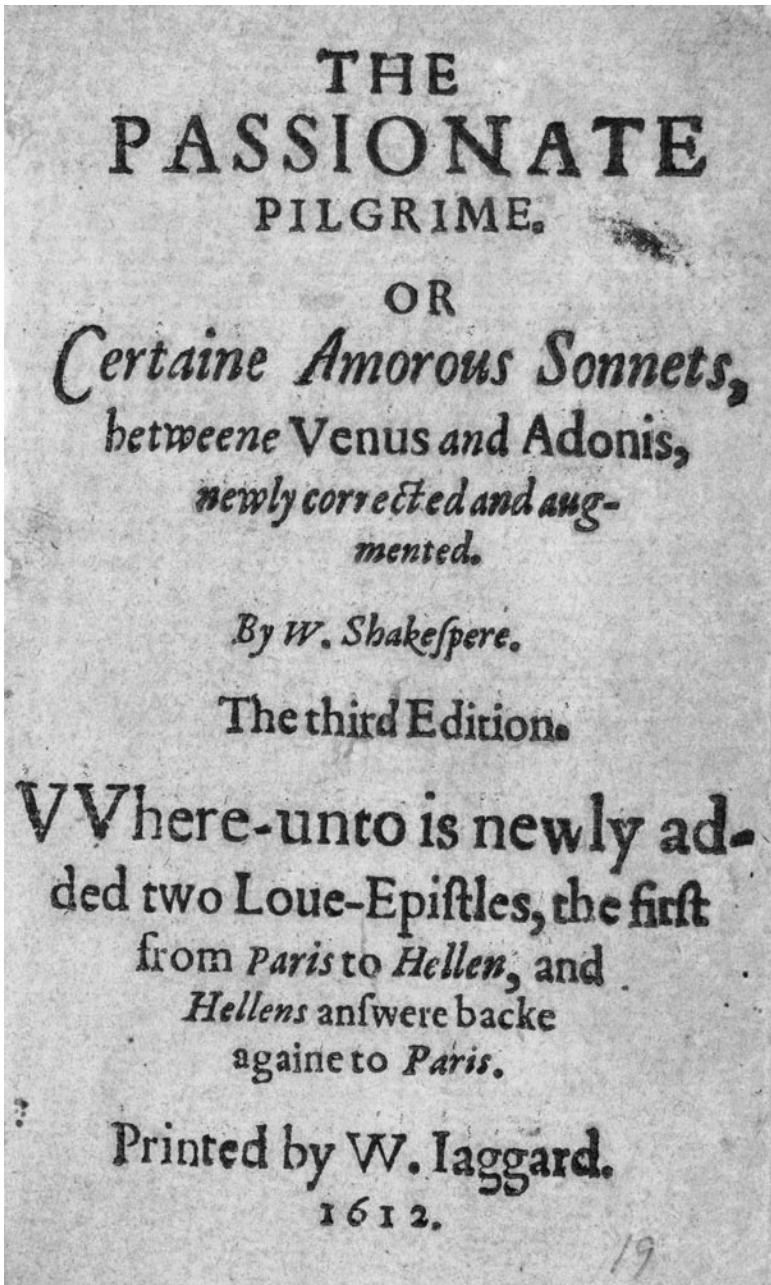 THE
PASSIONATE
PILGRIME.
OR
Certaine Amorous Sonnets,
betweene Venus and Adonis,
newly corrected and aug-
mented.
By W. Shakeſpere.
The third Edition.
VVhere-unto is newly ad-
ded two Loue-Epiſtles, the firſt
from Paris to Hellen, and
Hellens anſwere backe
againe to Paris.
Printed by W. Iaggard.
1612.
19